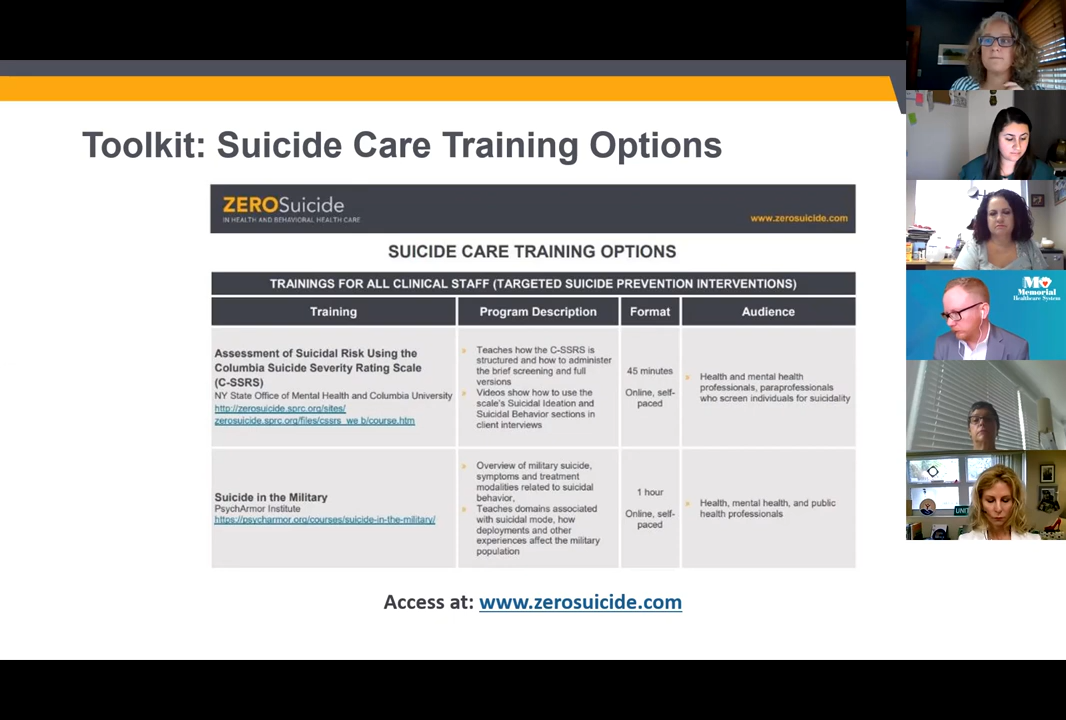 Toolkit: Suicide Care Training Options
ZEROSuicide
IN HEALTH AND BEHAVIORAL HEALTH CARE
www.zerosuicide.com
SUICIDE CARE TRAINING OPTIONS
TRAININGS FOR ALL CLINICAL STAFF (TARGETED SUICIDE PREVENTION INTERVENTIONS)
Training
Program Description
Format
Audience
Assessment of Suicidal Risk Using the
Columbia Suicide Severity Rating Scale
(C-SSRS)
NY State Office of Mental Health and Columbia University
http://zerosuicide.sprc.org/sites/
zerosuicide.sprc.org/files/cssrs_we b/course.htm
» Teaches how the C-SSRS is
structured and how to administer
the brief screening and full
versions
» Videos show how to use the
scale's Suicidal Ideation and
Suicidal Behavior sections in
client interviews
45 minutes
Online, self-
paced
» Health and mental health
professionals, paraprofessionals
who screen individuals for suicidality
Suicide in the Military
PsychArmor Institute
https://psycharmor.org/courses/suicide-in-the-military/
» Overview of military suicide,
symptoms and treatment
modalities related to suicidal
behavior,
» Teaches domains associated
with suicidal mode, how
deployments and other
experiences affect the military
population
1 hour
Online, self-
paced
» Health, mental health, and public
health professionals
Access at: www.zerosuicide.com
Memorial
Healthcare System
UNIT